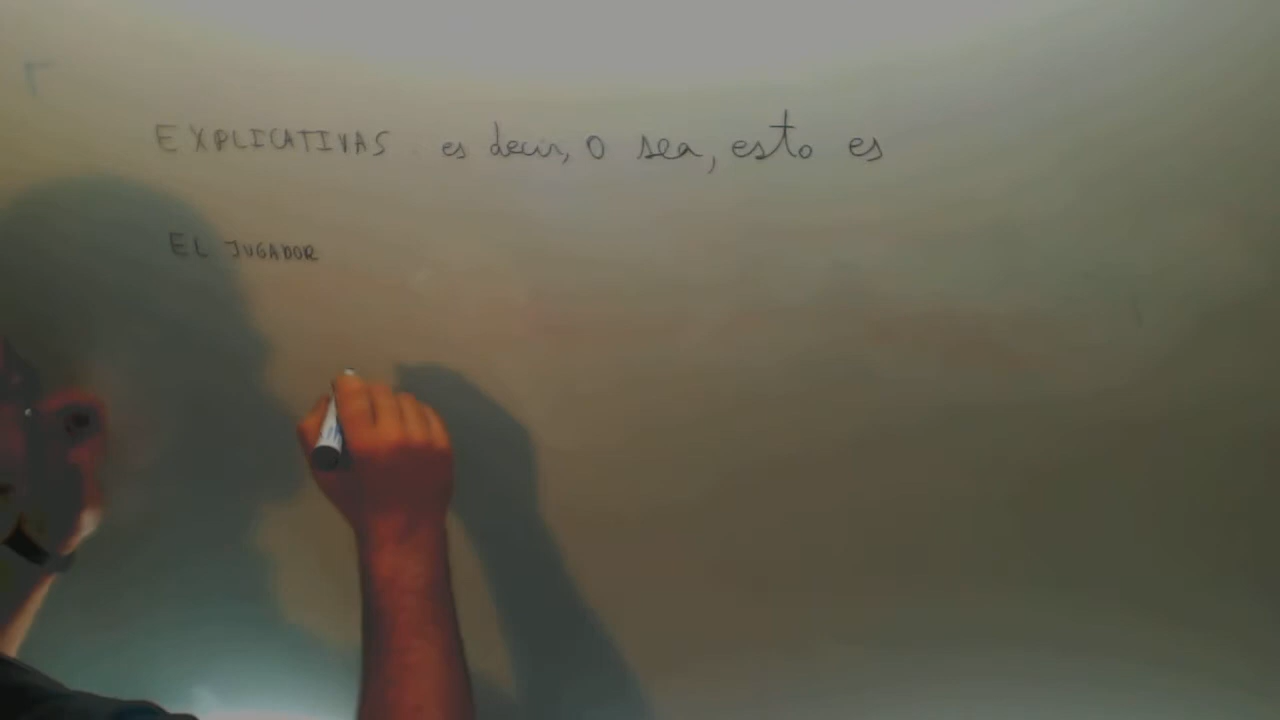 EXPLICATIVAS es decir, o sea, esto es
EL JUGADOR